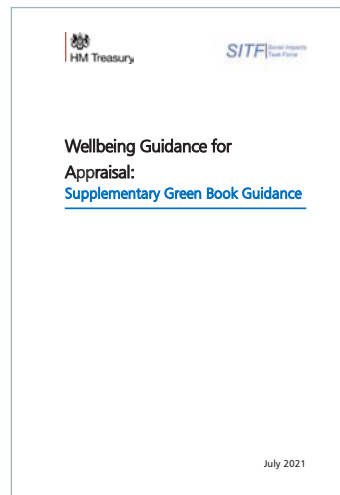 HM Treasury
SITF Social Impacts
Task Force
Wellbeing Guidance for
Appraisal:
Supplementary Green Book Guidance
July 2021